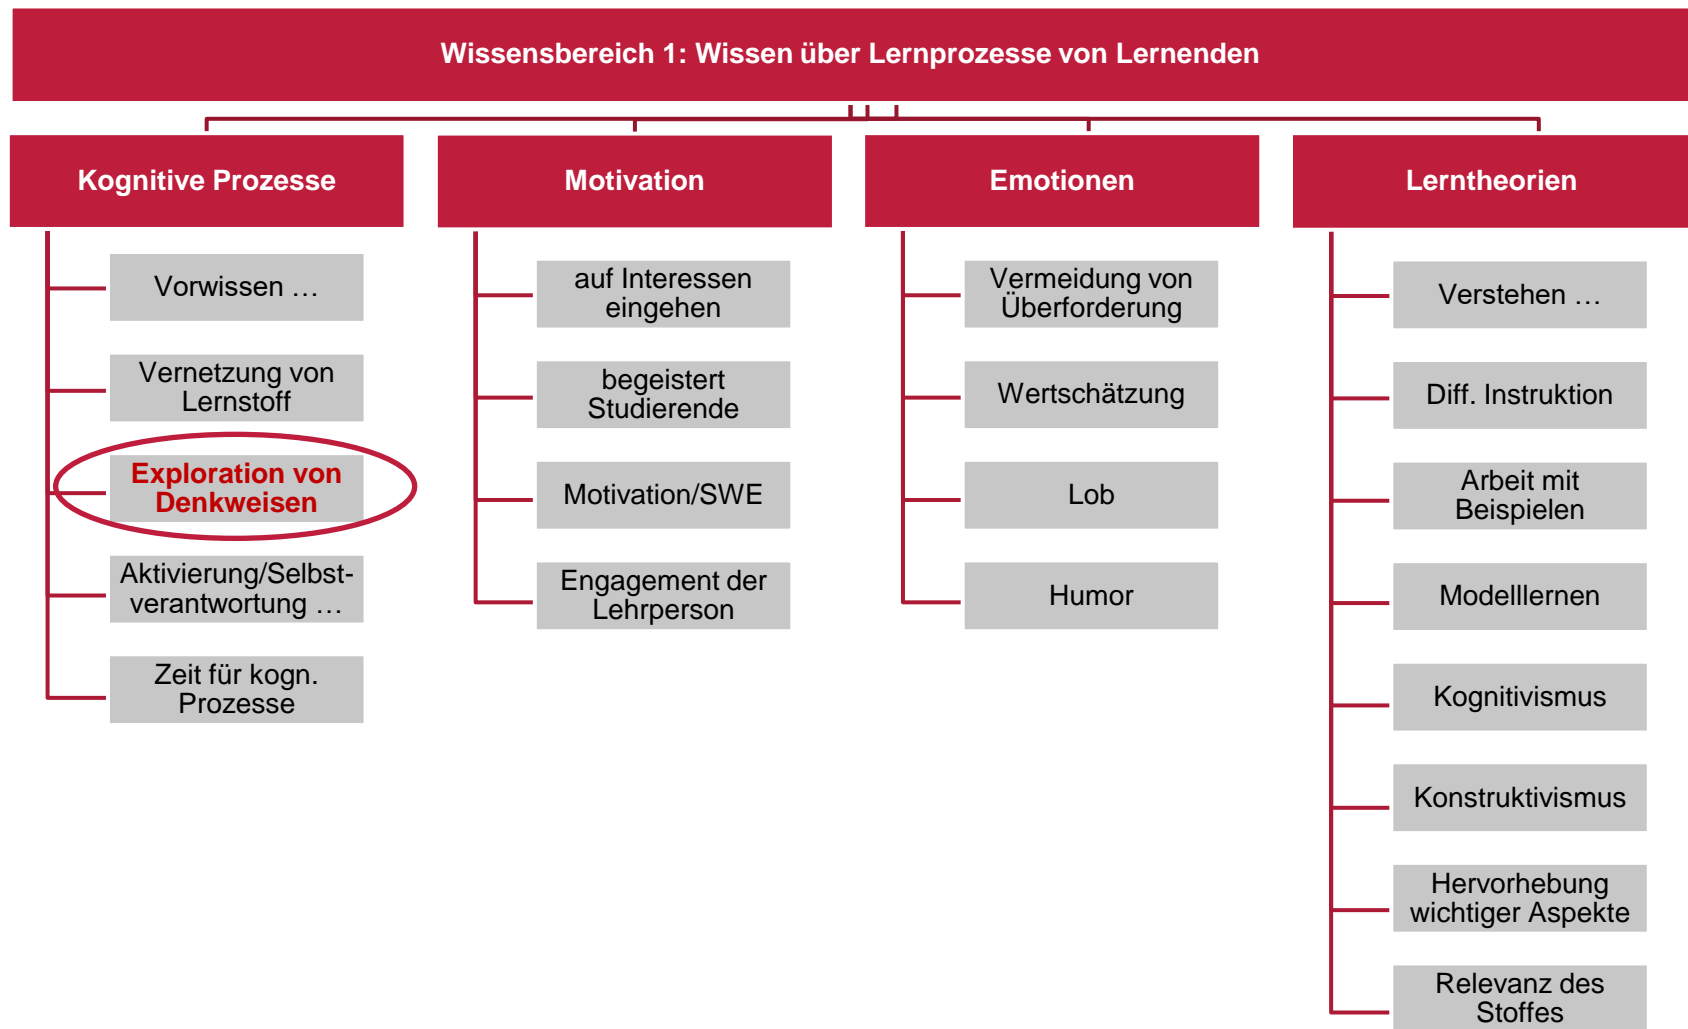 Wissensbereich 1: Wissen über Lernprozesse von Lernenden
Kognitive Prozesse
Vorwissen …
Vernetzung von
Lernstoff
Exploration von
Denkweisen
Aktivierung/Selbst-
verantwortung …
Zeit für kogn.
Prozesse
Motivation
auf Interessen
eingehen
begeistert
Studierende
Motivation/SWE
Engagement der
Lehrperson
Emotionen
Vermeidung von
Überforderung
Wertschätzung
Lob
Humor
Lerntheorien
Verstehen …
Diff. Instruktion
Arbeit mit
Beispielen
Modelllernen
Kognitivismus
Konstruktivismus
Hervorhebung
wichtiger Aspekte
Relevanz des
Stoffes